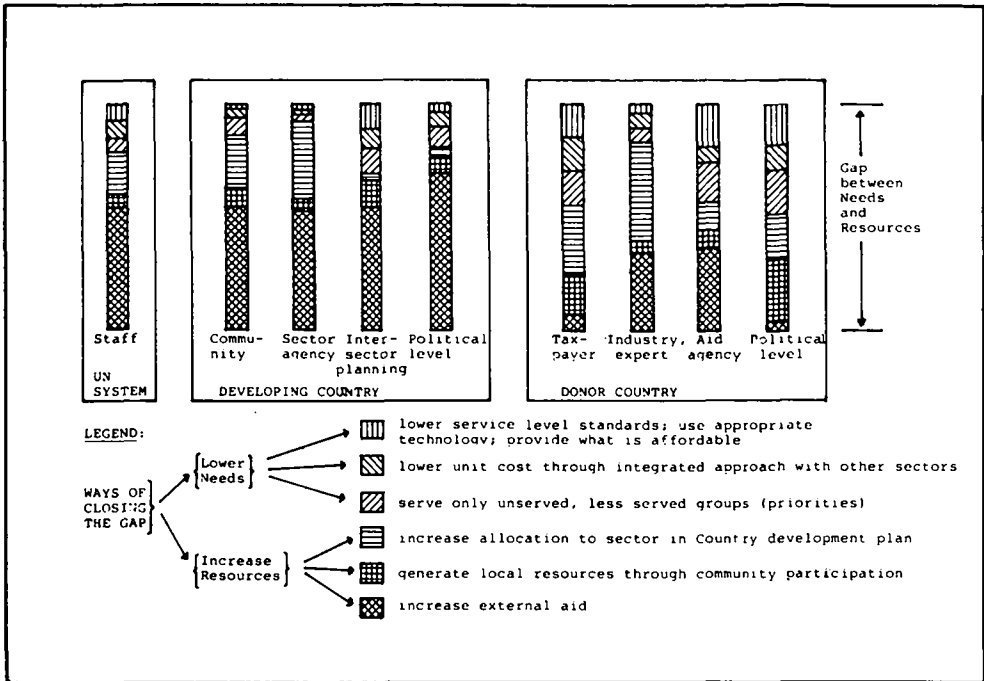 Gap
between
Needs
and
Resources
Staff
UN
SYSTEM
Commu-
nity
Sector
agency
Inter-
sector
planning
Political
level
DEVELOPING COUNTRY
Tax-
payer
Industry,
expert
Aid
agency
Political
level
DONOR COUNTRY
LEGEND:
WAYS OF
CLOSING
THE GAP
Lower
Needs
lower service level standards; use appropriate
technology; provide what is affordable
lower unit cost through integrated approach with other sectors
serve only unserved, less served groups (priorities)
Increase
Resources
increase allocation to sector in Country development plan
generate local resources through community participation
increase external aid